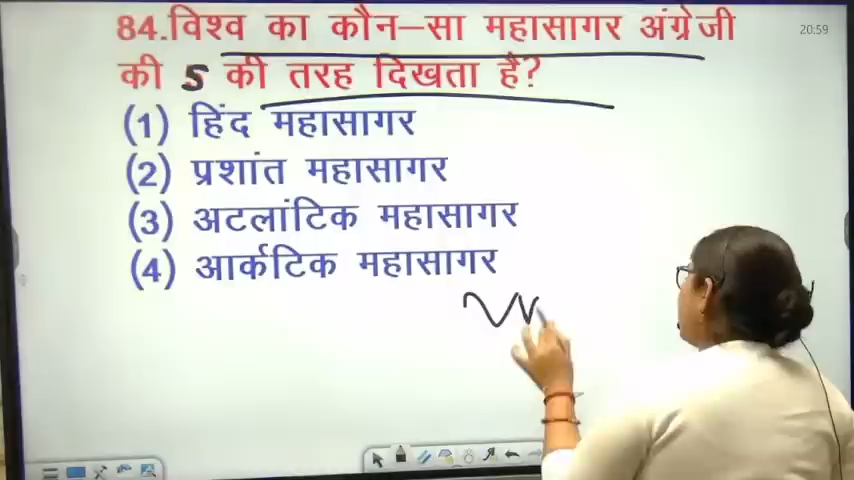 84.विश्व का कौन–सा महासागर अंग्रेजी
की S की तरह दिखता है?
(1) हिंद महासागर
(2) प्रशांत महासागर
(3) अटलांटिक महासागर
(4) आर्कटिक महासागर
20:59